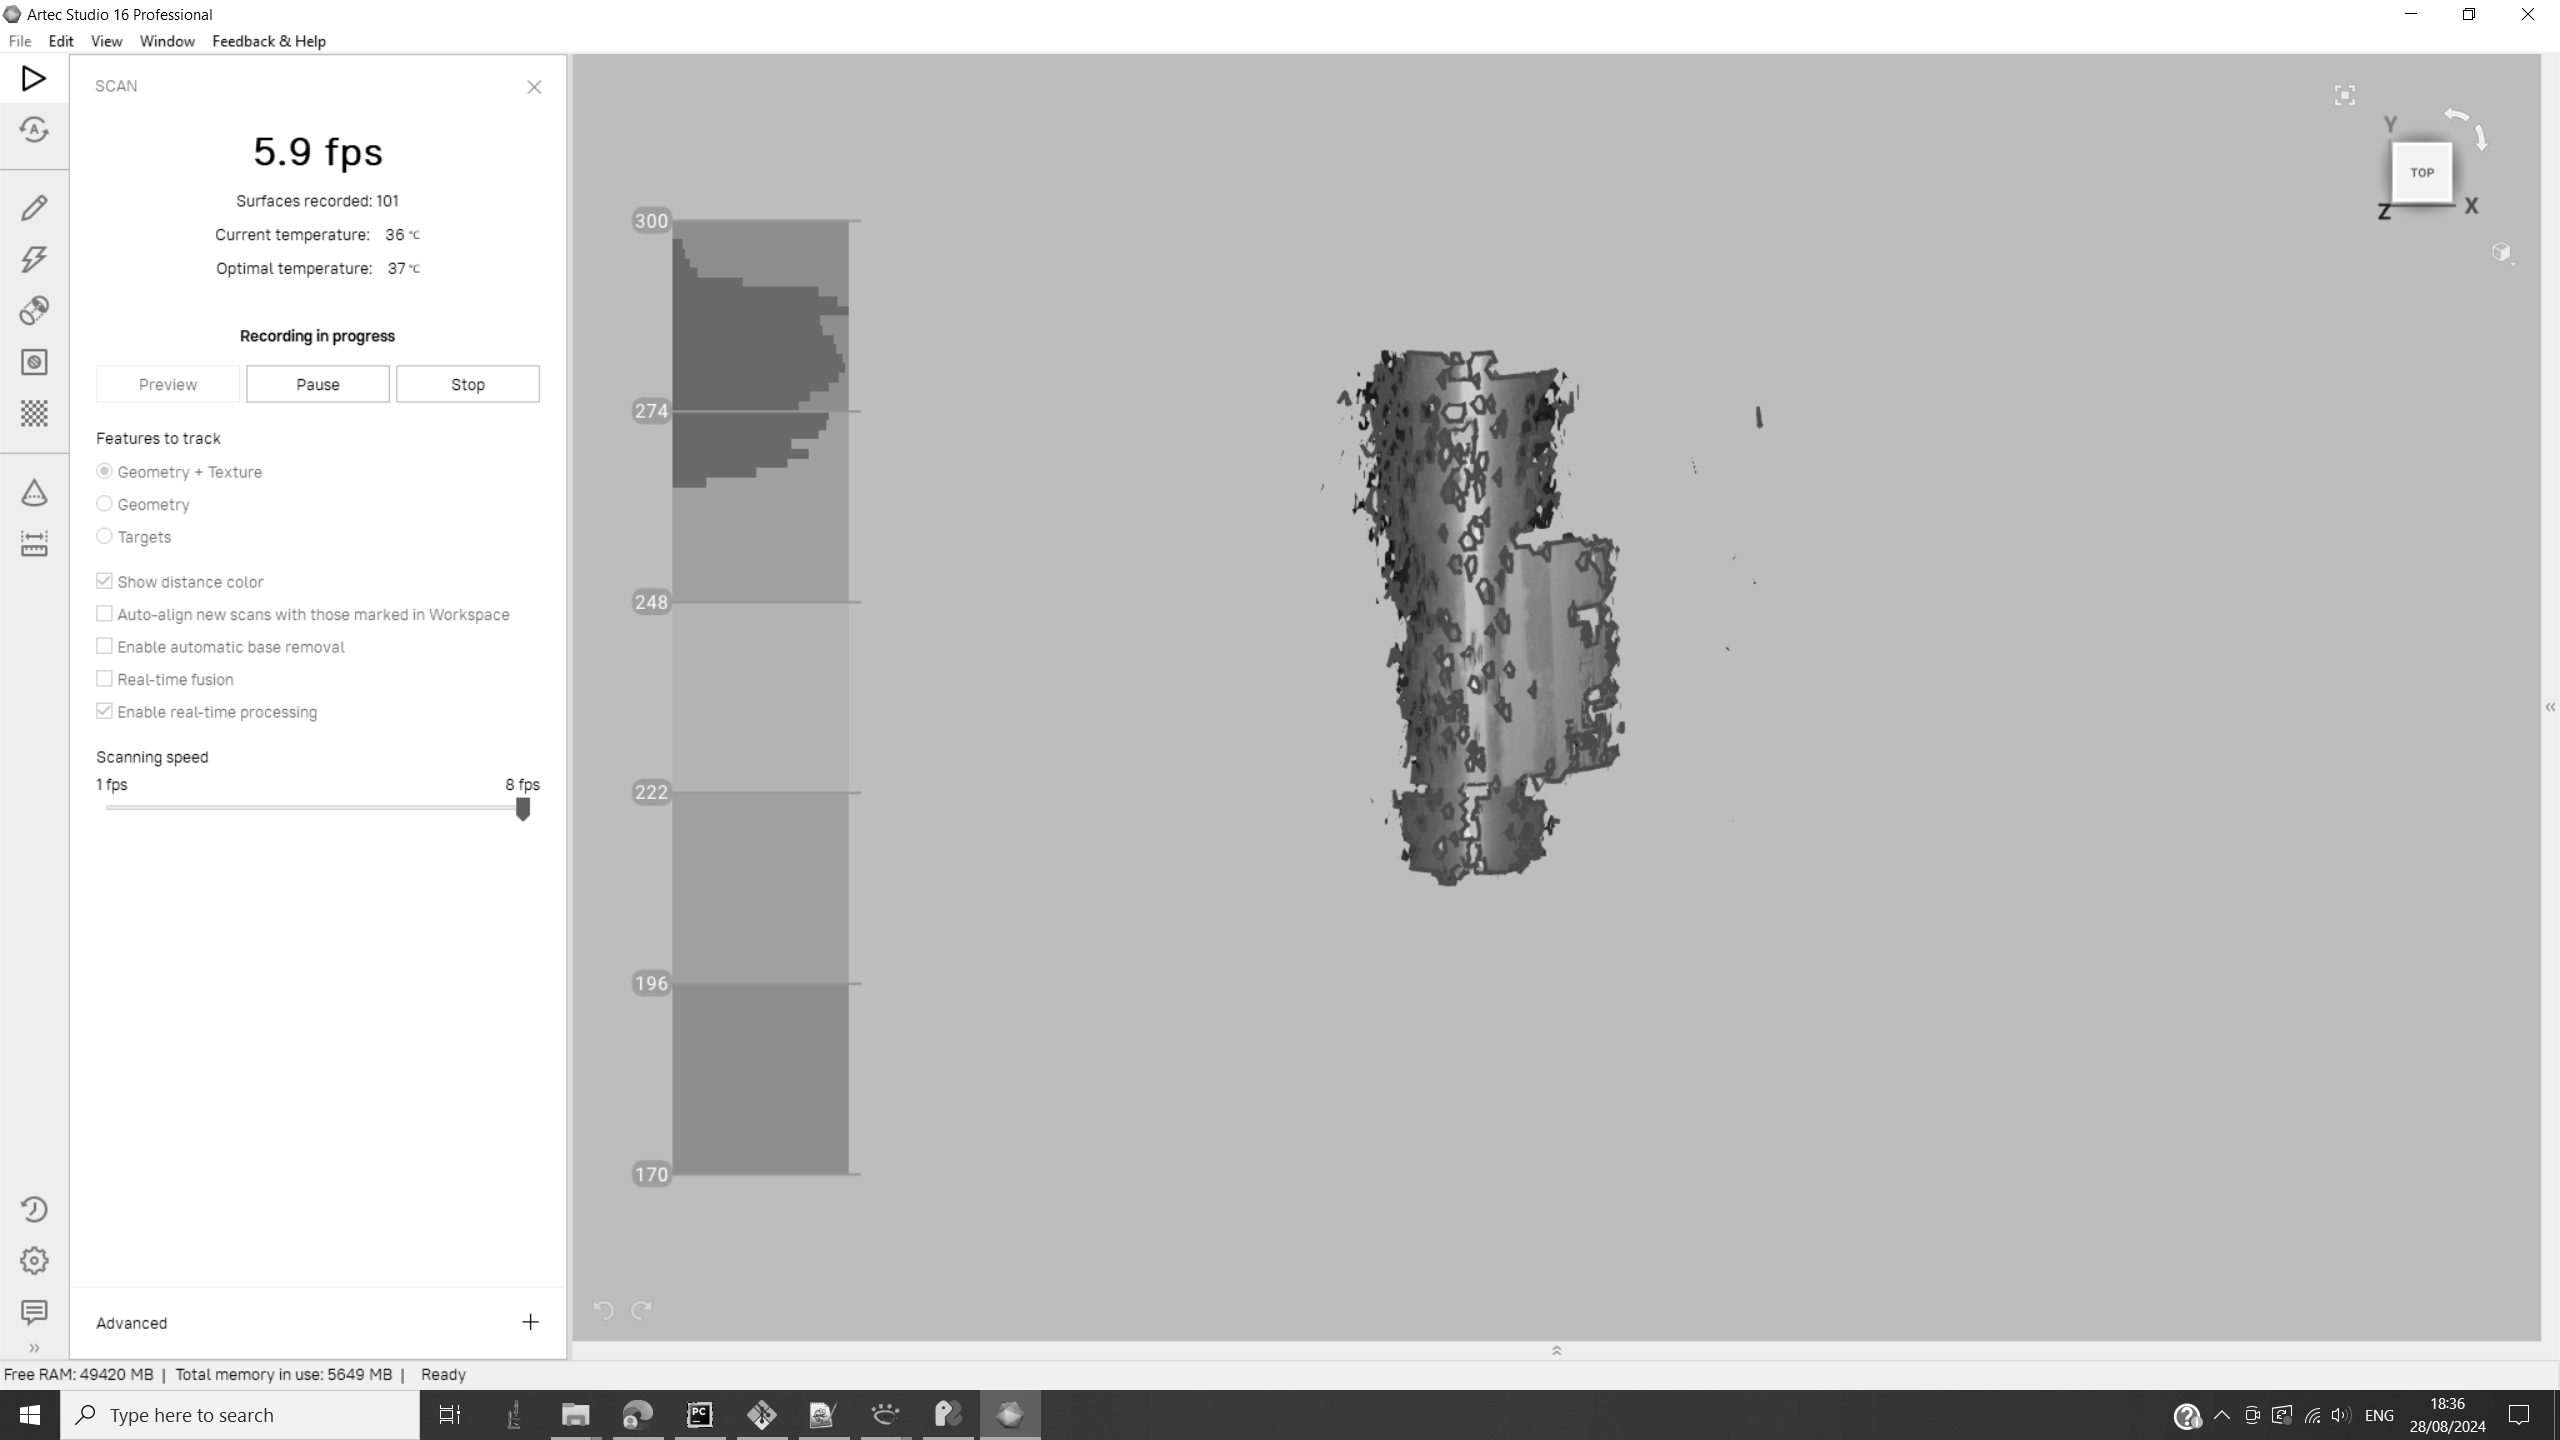 Artec Studio 16 Professional
File Edit View Window Feedback & Help
SCAN
5.9 fps
Surfaces recorded: 101
Current temperature: 36 °C
Optimal temperature: 37 °C
Recording in progress
Preview Pause Stop
Features to track
Geometry + Texture
Geometry
Targets
Show distance color
Auto-align new scans with those marked in Workspace
Enable automatic base removal
Real-time fusion
Enable real-time processing
Scanning speed
1 fps 8 fps
Advanced
300
274
248
222
196
170
Y
TOP
Z X
Free RAM: 49420 MB | Total memory in use: 5649 MB | Ready
Type here to search
PC
ENG
18:36
28/08/2024